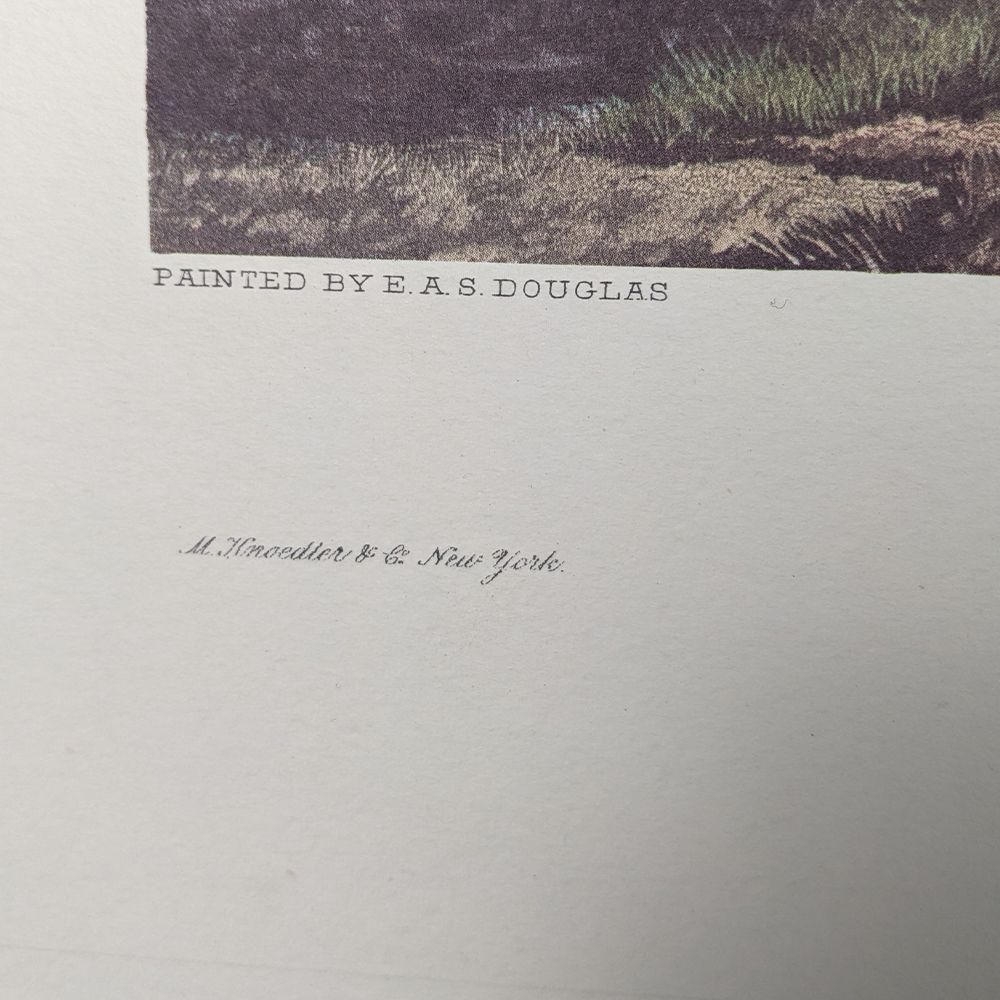 PAINTED BY E. A. S. DOUGLAS
M. Knoedler & Co. New York.